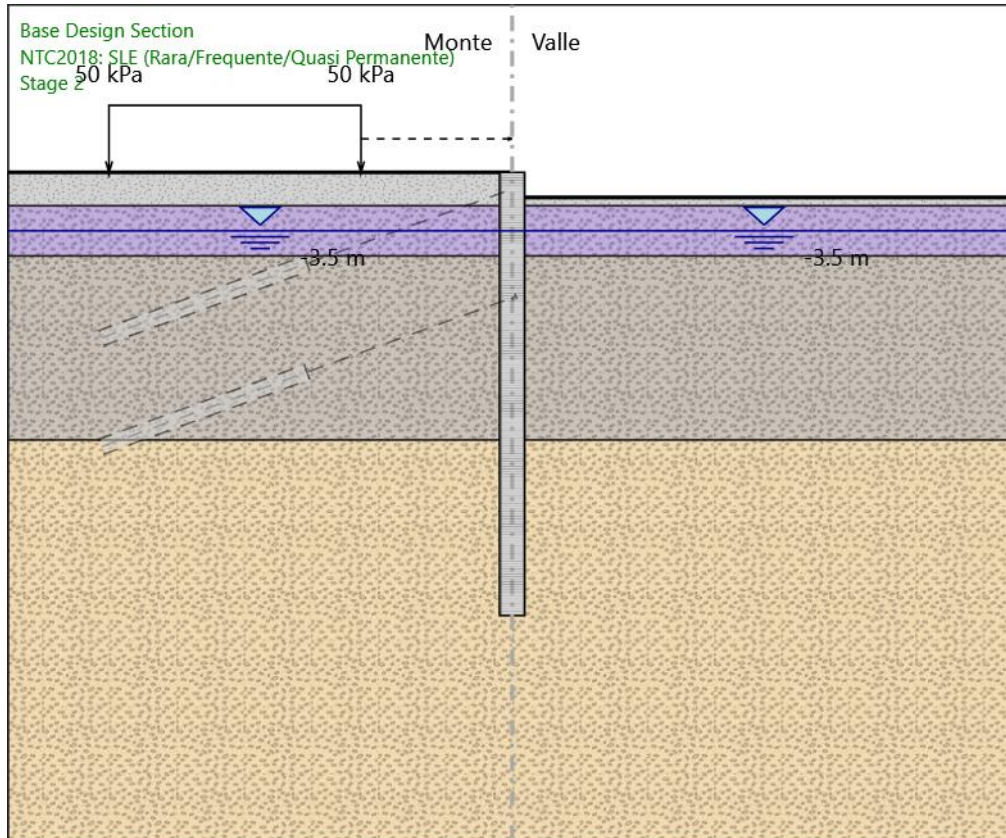 Base Design Section
Monte
Valle
NTC2018: SLE (Rara/Frequente/Quasi Permanente)
Stage 2
50 kPa
50 kPa
-3.5 m
-3.5 m